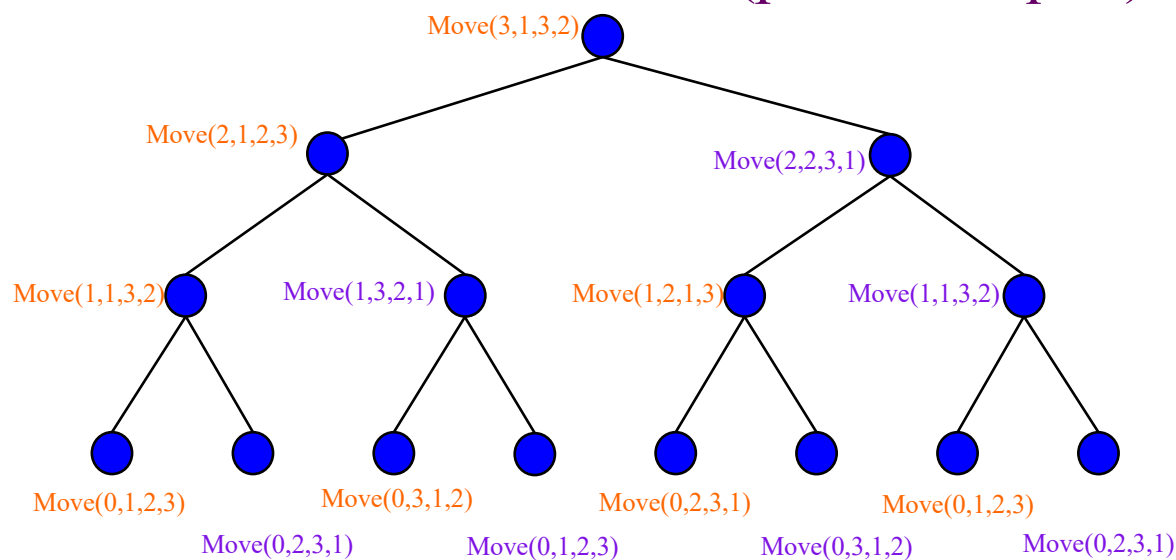 Move(3,1,3,2)
Move(2,1,2,3)
Move(2,2,3,1)
Move(1,1,3,2)
Move(1,3,2,1)
Move(1,2,1,3)
Move(1,1,3,2)
Move(0,1,2,3)
Move(0,3,1,2)
Move(0,2,3,1)
Move(0,1,2,3)
Move(0,2,3,1)
Move(0,1,2,3)
Move(0,3,1,2)
Move(0,2,3,1)